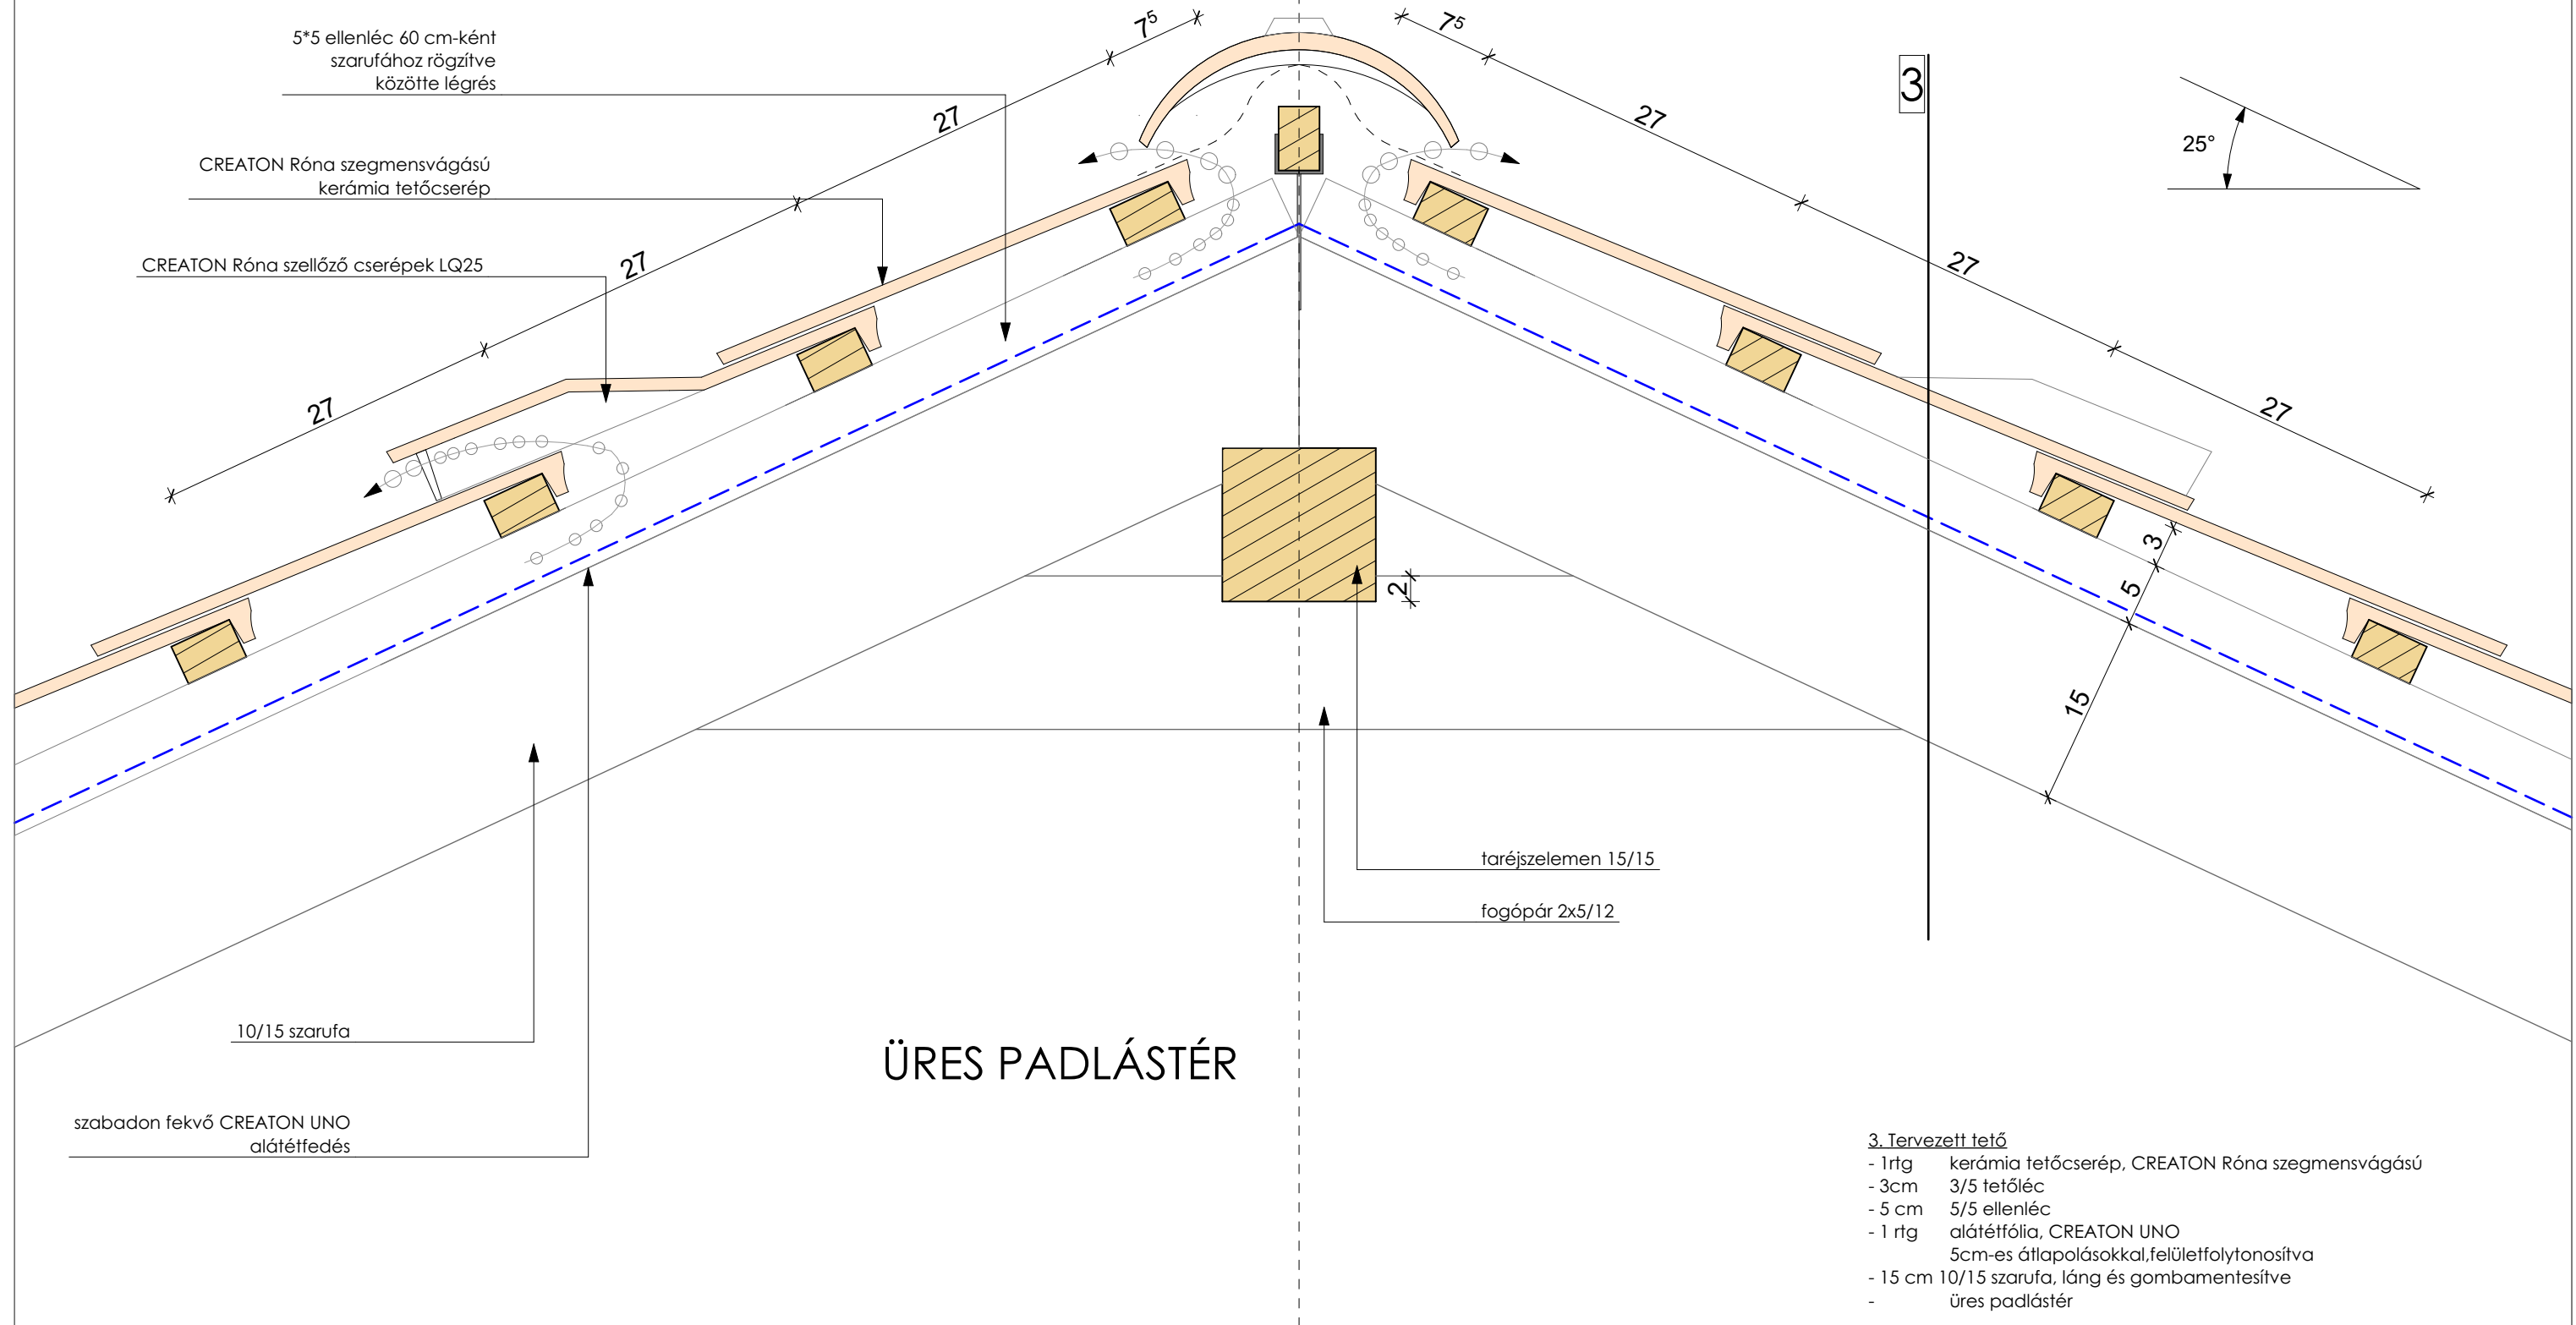 5*5 ellenléc 60 cm-ként
szarufához rögzítve
közötte légrés
CREATON Róna szegmensvágású
kerámia tetőcserép
CREATON Róna szellőző cserépek LQ25
7⁵
27
27
27
7⁵
27
27
27
3
25°
3
5
15
2
taréjszelemen 15/15
fogópár 2x5/12
10/15 szarufa
szabadon fekvő CREATON UNO
alátétfedés
ÜRES PADLÁSTÉR
3. Tervezett tető
- 1rtg kerámia tetőcserép, CREATON Róna szegmensvágású
- 3cm 3/5 tetőléc
- 5 cm 5/5 ellenléc
- 1 rtg alátétfólia, CREATON UNO
5cm-es átlapolásokkal,felületfolytonosítva
- 15 cm 10/15 szarufa, láng és gombamentesítve
- üres padlástér